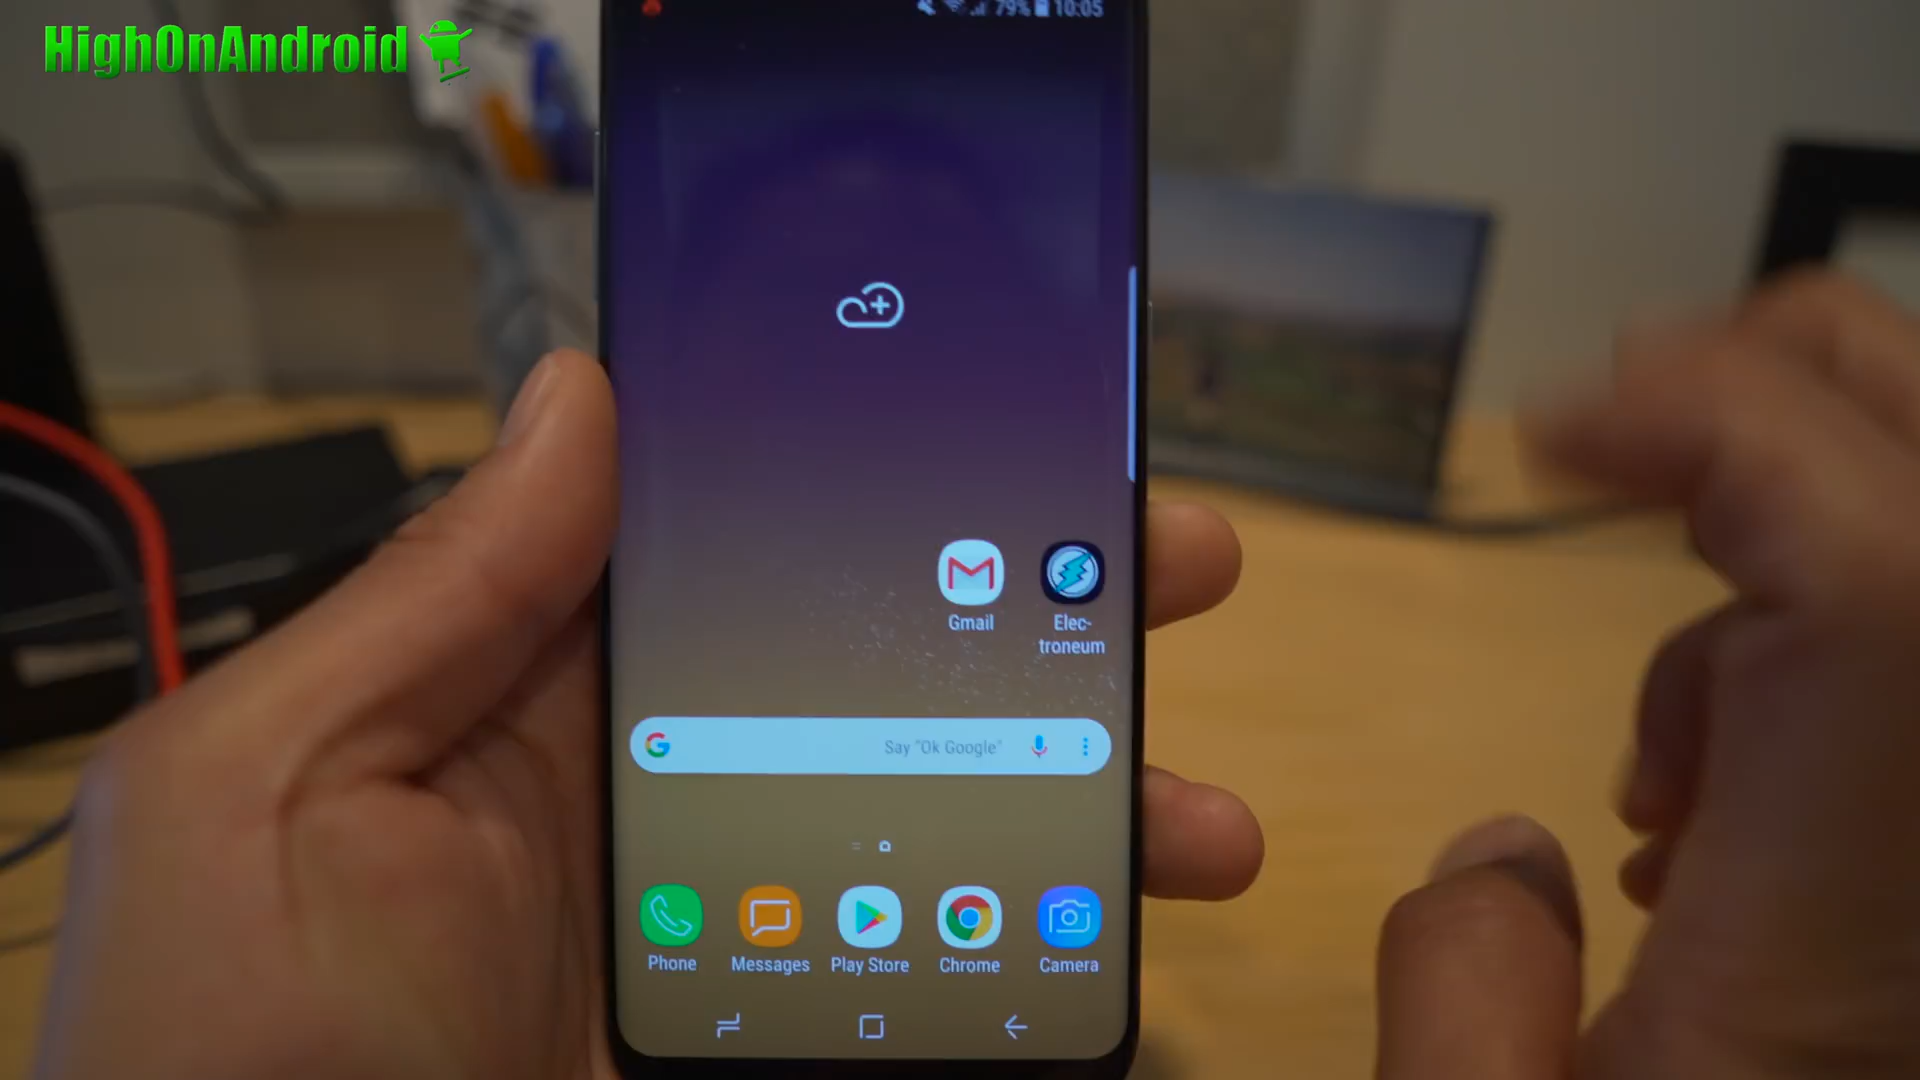 HighOnAndroid
79% 10:05
Gmail
Elec-
troneum
Say "Ok Google"
Phone Messages Play Store Chrome Camera